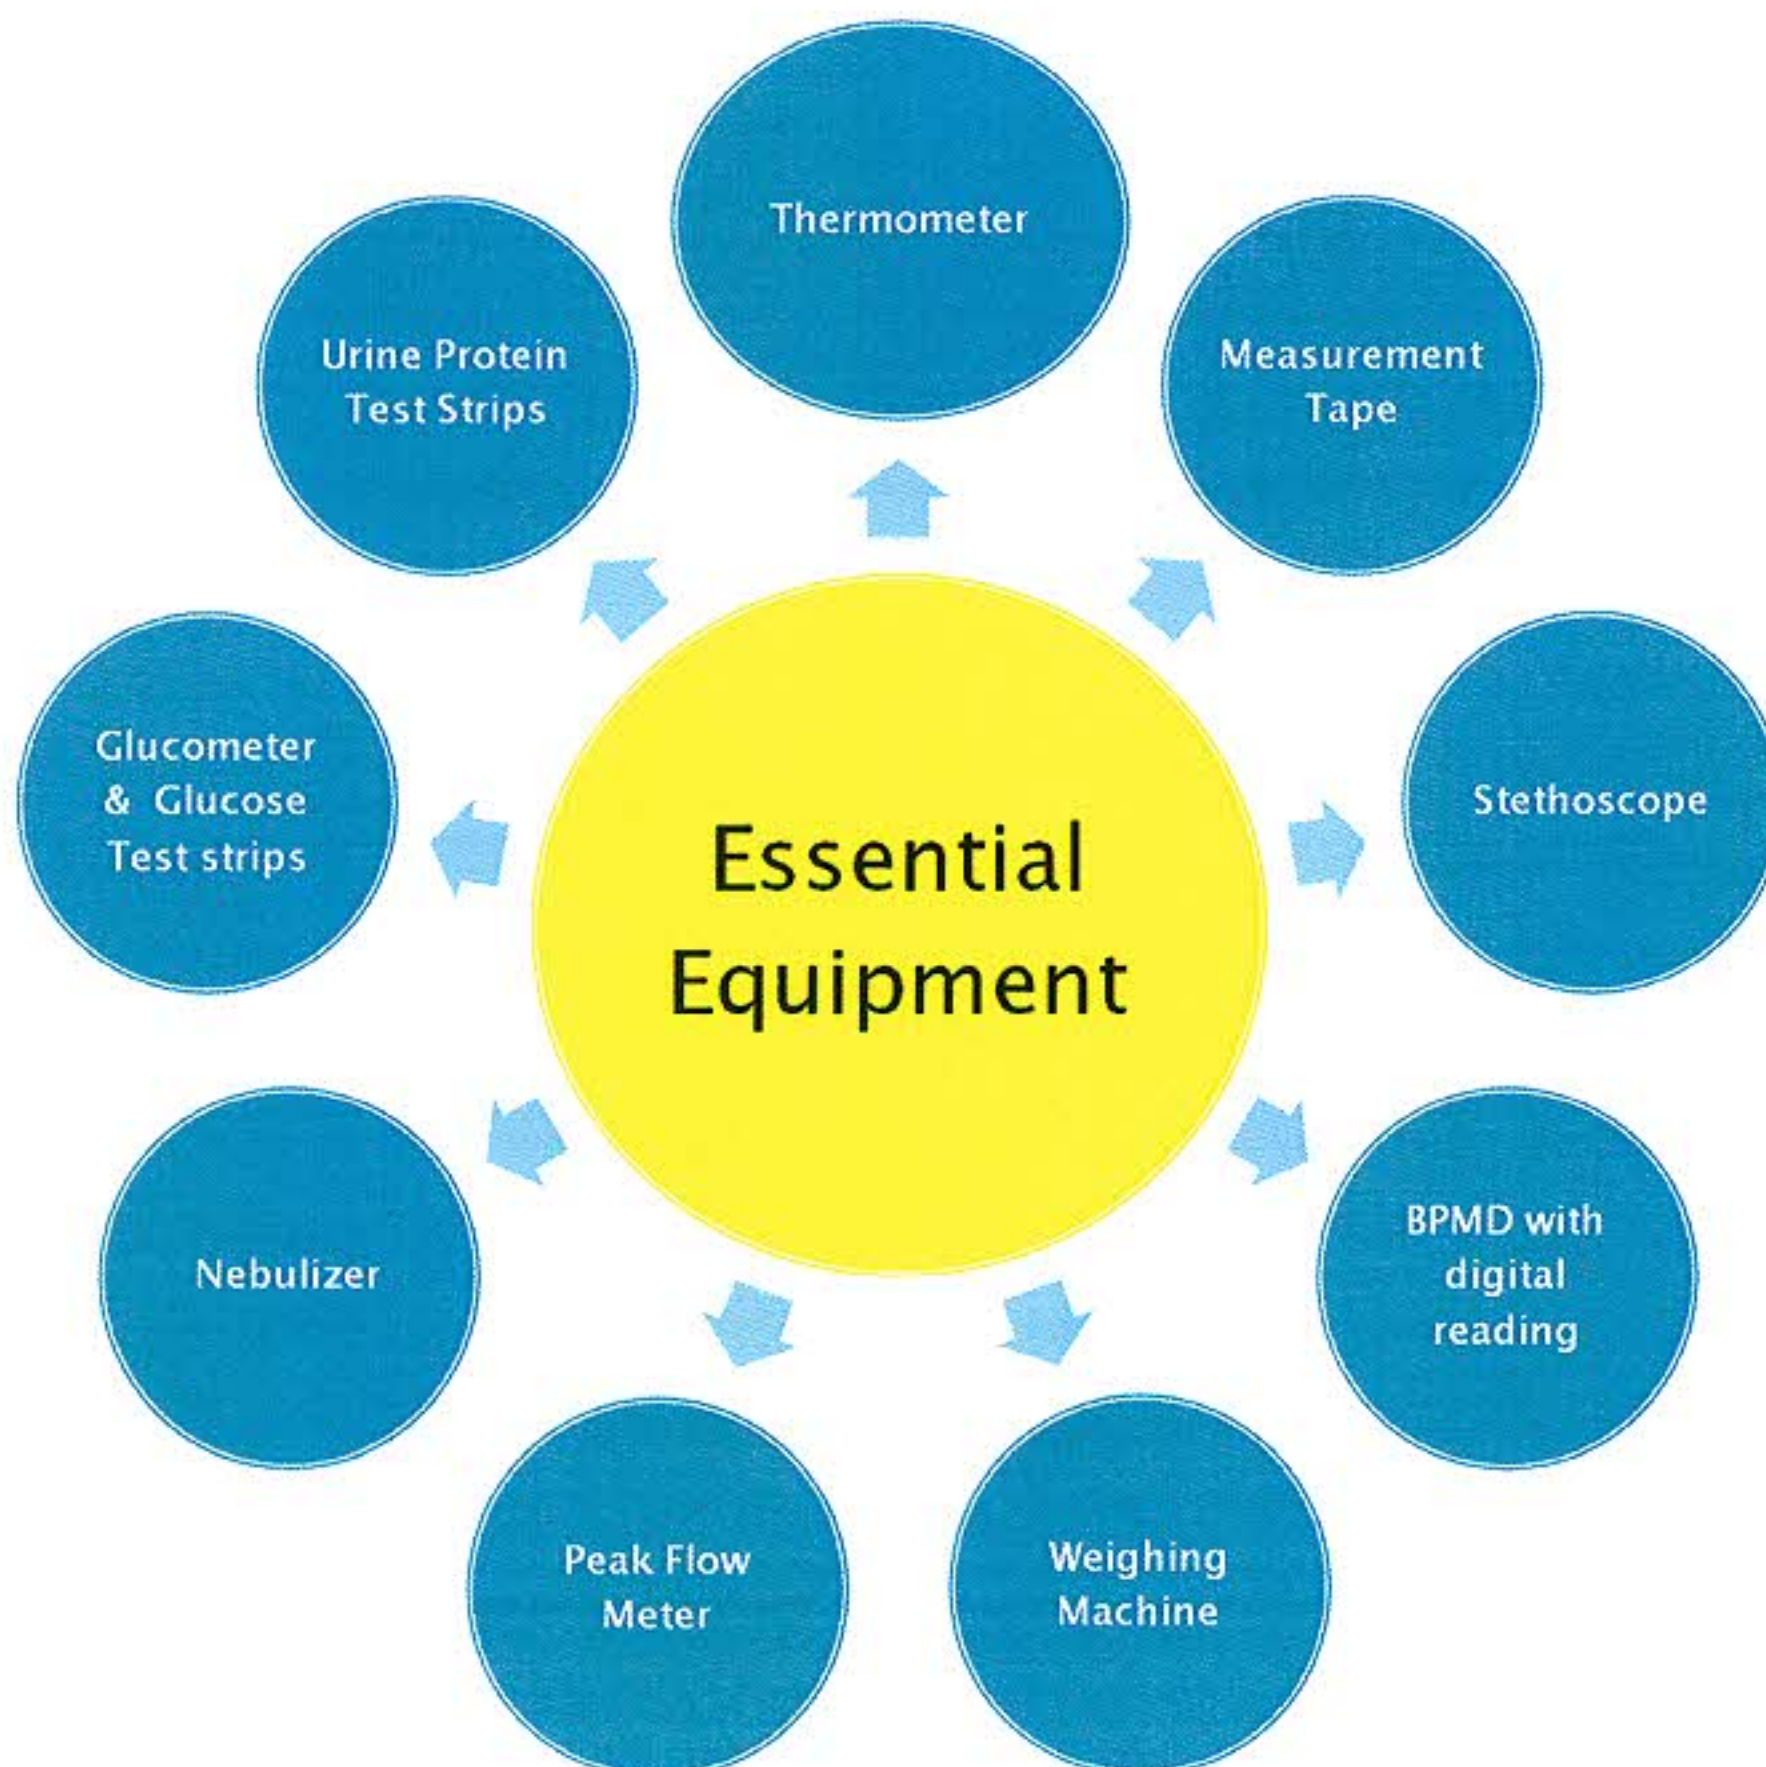 Thermometer
Measurement
Tape
Stethoscope
BPMD with
digital
reading
Weighing
Machine
Peak Flow
Meter
Nebulizer
Glucometer
& Glucose
Test strips
Urine Protein
Test Strips
Essential
Equipment